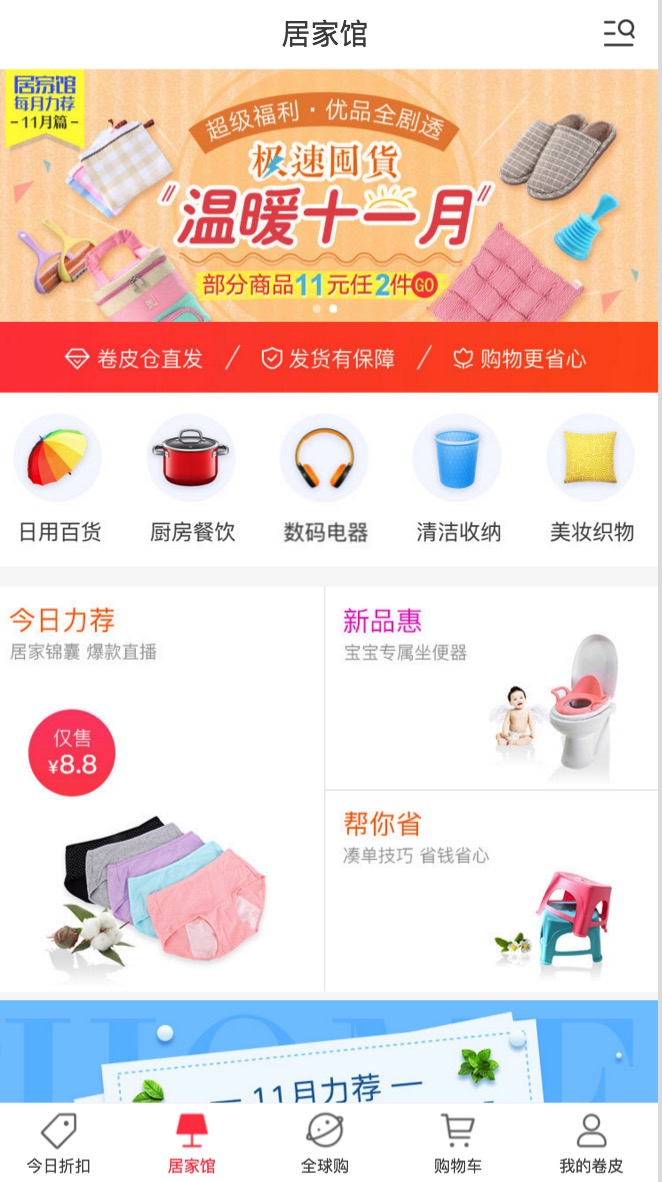 居家馆
居家馆
每月力荐
-11月篇-
超级福利·优品全剧透
极速囤货
“温暖十一月”
部分商品11元任2件GO
卷皮仓直发 / 发货有保障 / 购物更省心
日用百货 厨房餐饮 数码电器 清洁收纳 美妆织物
今日力荐
居家锦囊 爆款直播
仅售
¥8.8
新品惠
宝宝专属坐便器
帮你省
凑单技巧 省钱省心
HOME
— 11月力荐 —
今日折扣 居家馆 全球购 购物车 我的卷皮